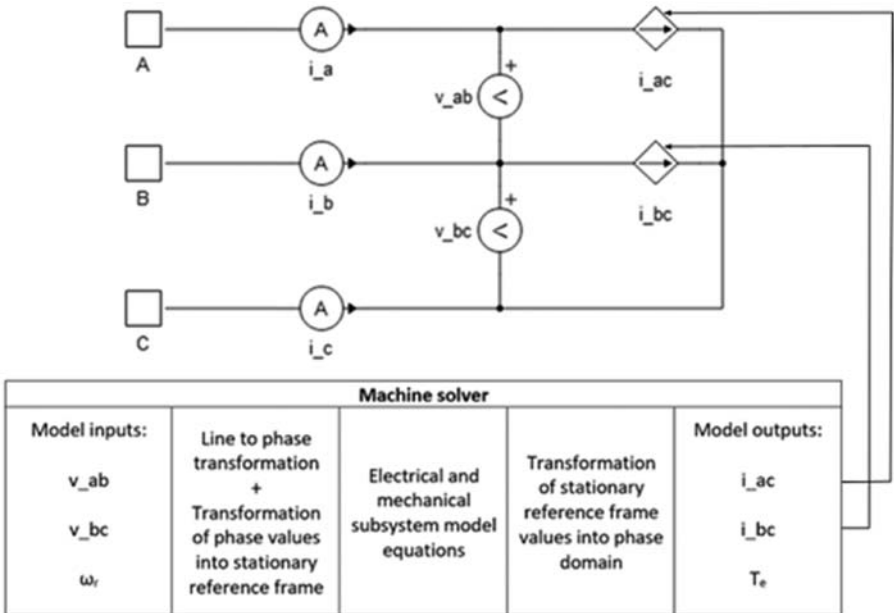 A
A
i_a
+
i_ac
v_ab
<
A
B
i_b
+
i_bc
v_bc
<
A
C
i_c
Machine solver
Model inputs:
v_ab
v_bc
ωᵣ
Line to phase
transformation
+
Transformation
of phase values
into stationary
reference frame
Electrical and
mechanical
subsystem model
equations
Transformation
of stationary
reference frame
values into phase
domain
Model outputs:
i_ac
i_bc
Tₑ